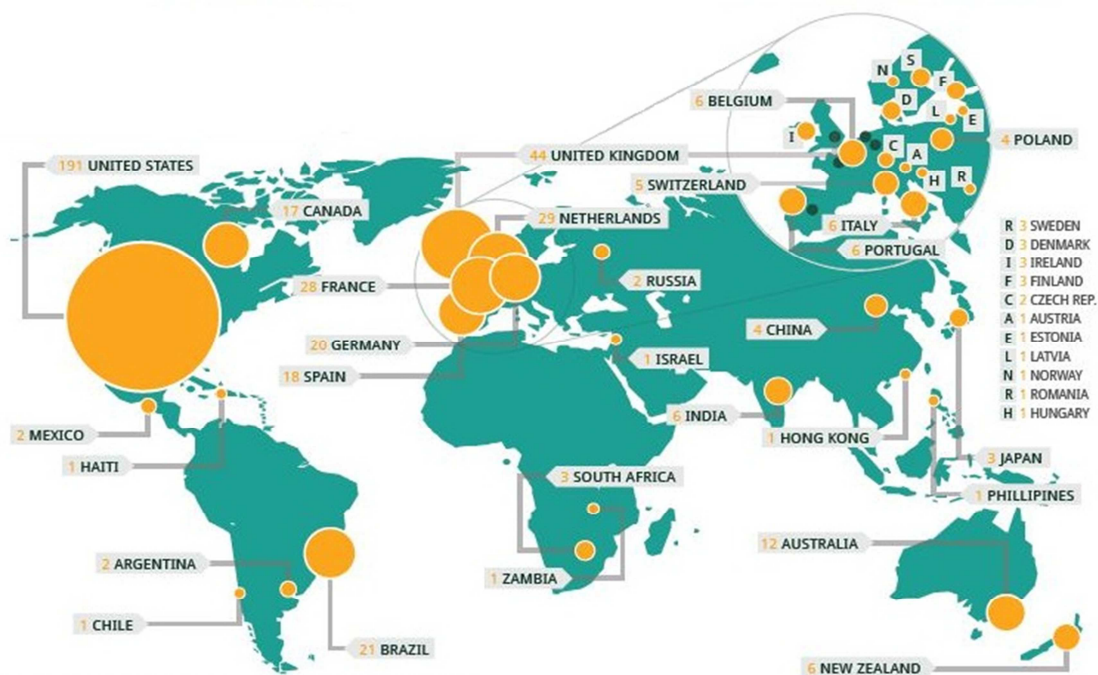 N
S
F
6 BELGIUM
D
L
E
I
4 POLAND
C
A
44 UNITED KINGDOM
191 UNITED STATES
H
R
5 SWITZERLAND
17 CANADA
29 NETHERLANDS
6 ITALY
6 PORTUGAL
R 3 SWEDEN
D 3 DENMARK
I 3 IRELAND
F 3 FINLAND
C 2 CZECH REP.
A 1 AUSTRIA
E 1 ESTONIA
L 1 LATVIA
N 1 NORWAY
R 1 ROMANIA
H 1 HUNGARY
28 FRANCE
2 RUSSIA
4 CHINA
20 GERMANY
1 ISRAEL
18 SPAIN
6 INDIA
2 MEXICO
1 HONG KONG
1 HAITI
3 JAPAN
3 SOUTH AFRICA
1 PHILLIPINES
12 AUSTRALIA
2 ARGENTINA
1 ZAMBIA
1 CHILE
21 BRAZIL
6 NEW ZEALAND